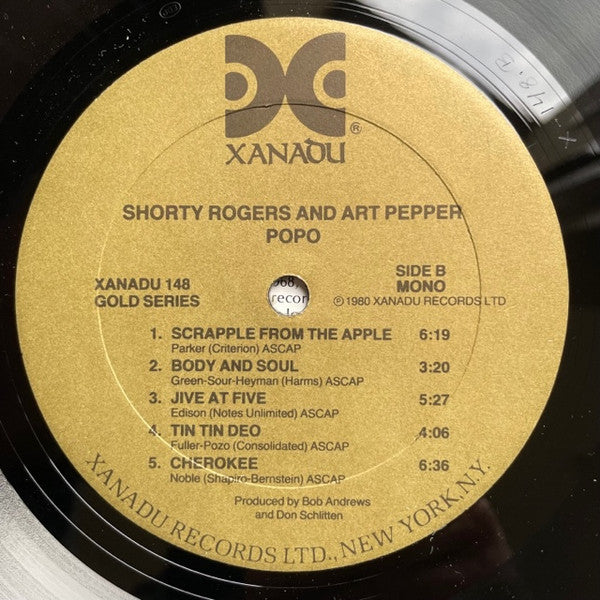 XANADU
®
SHORTY ROGERS AND ART PEPPER
POPO
XANADU 148
GOLD SERIES
SIDE B
MONO
℗1980 XANADU RECORDS LTD
1. SCRAPPLE FROM THE APPLE 6:19
Parker (Criterion) ASCAP
2. BODY AND SOUL 3:20
Green-Sour-Heyman (Harms) ASCAP
3. JIVE AT FIVE 5:27
Edison (Notes Unlimited) ASCAP
4. TIN TIN DEO 4:06
Fuller-Pozo (Consolidated) ASCAP
5. CHEROKEE 6:36
Noble (Shapiro-Bernstein) ASCAP
Produced by Bob Andrews
and Don Schlitten
XANADU RECORDS LTD., NEW YORK, N.Y.